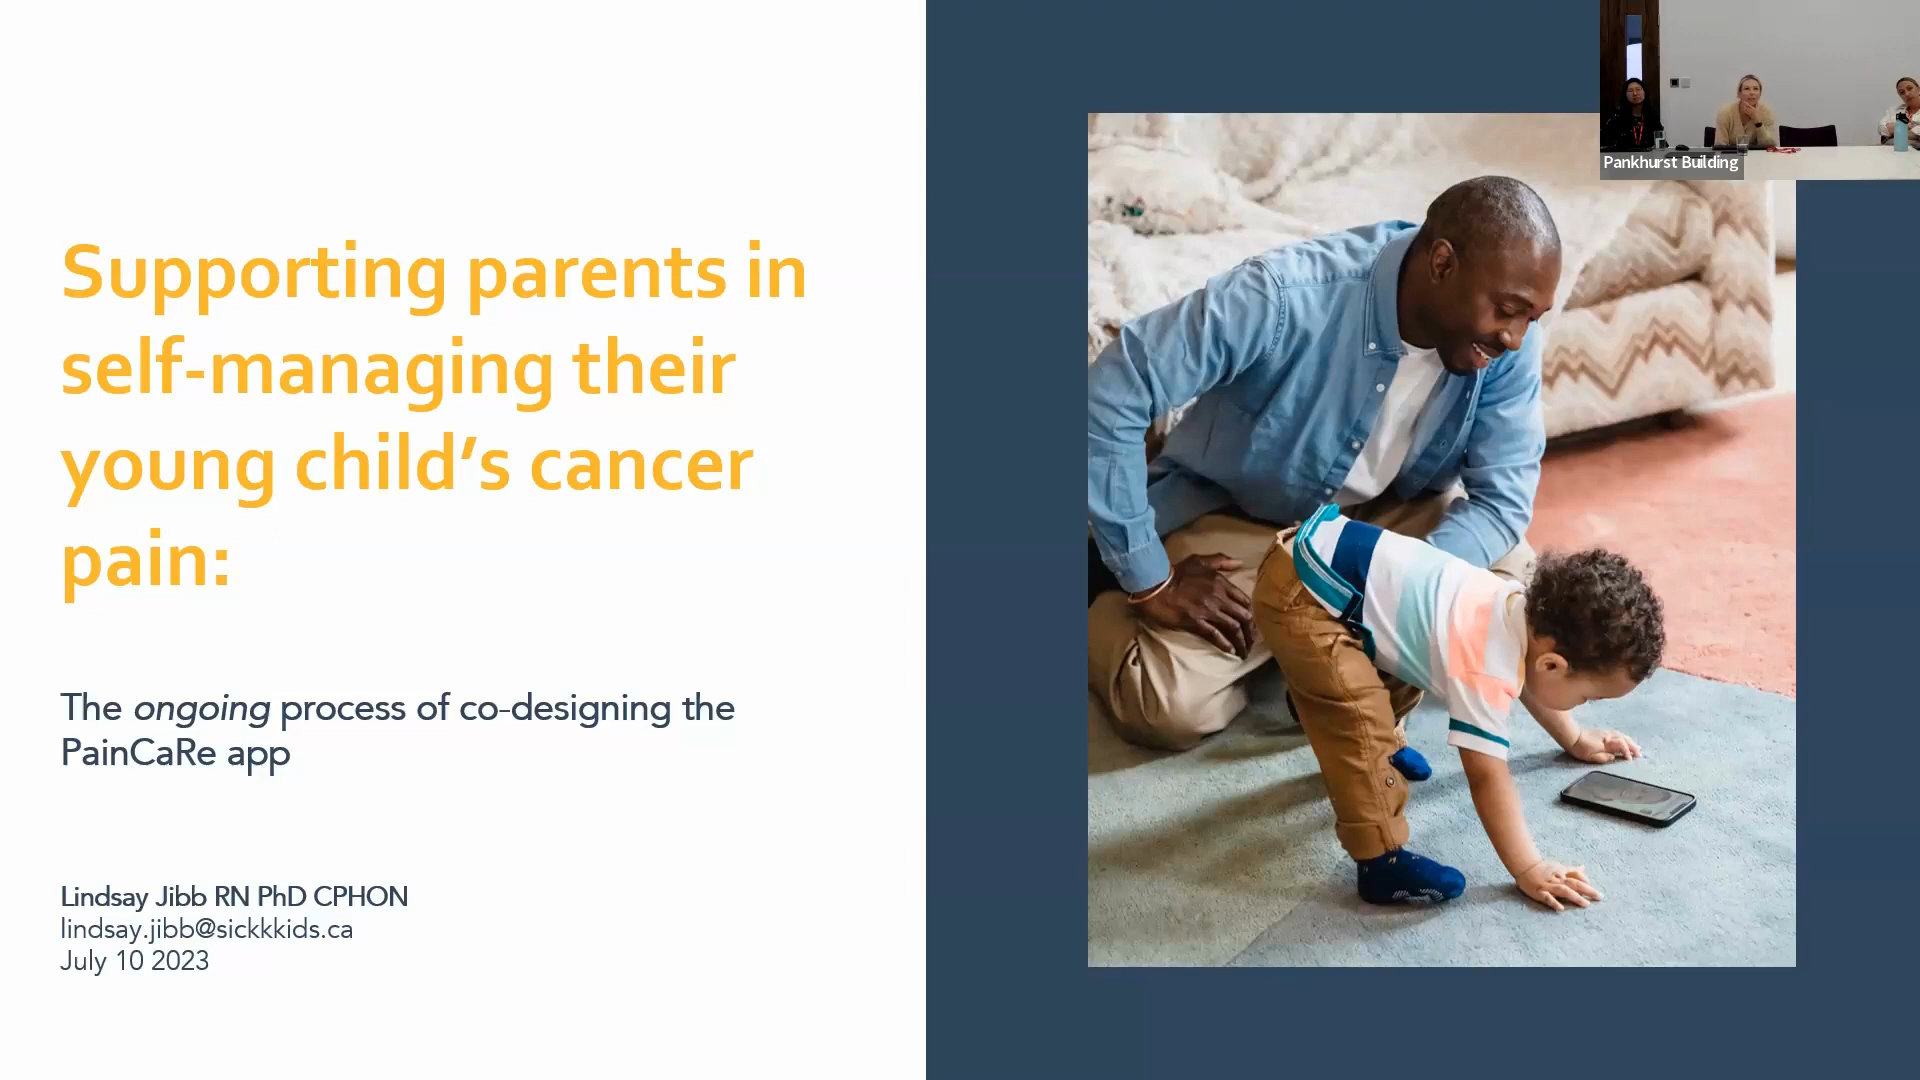 Supporting parents in
self-managing their
young child's cancer
pain:
The ongoing process of co-designing the
PainCaRe app
Lindsay Jibb RN PhD CPHON
lindsay.jibb@sickkkids.ca
July 10 2023
Pankhurst Building